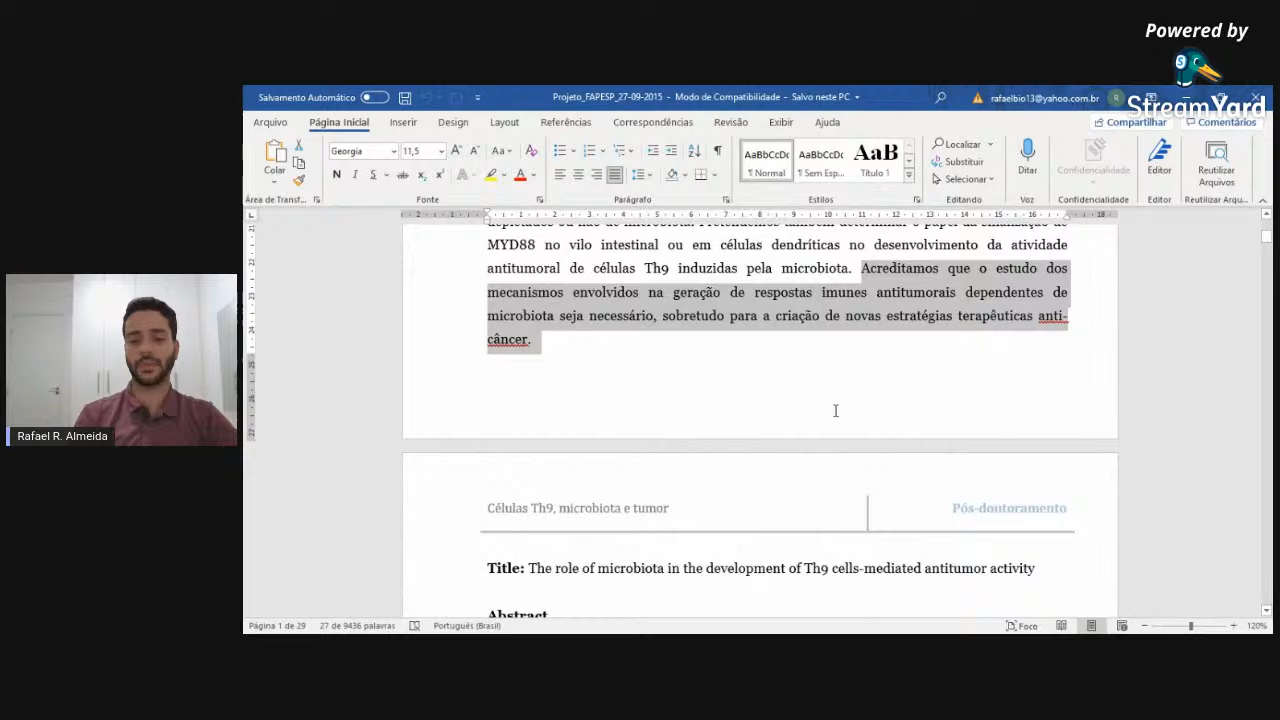 Powered by
StreamYard
Salvamento Automático
Projeto_FAPESP_27-09-2015 - Modo de Compatibilidade - Salvo neste PC
rafaelbio13@yahoo.com.br
R
Arquivo
Página Inicial
Inserir
Design
Layout
Referências
Correspondências
Revisão
Exibir
Ajuda
Compartilhar
Comentários
Colar
Georgia
11,5
N I S ab x₂ x²
AaBbCcDc
AaBbCcDc
AaB
¶ Normal
¶ Sem Esp...
Título 1
Localizar
Substituir
Selecionar
Ditar
Confidencialidade
Editor
Reutilizar
Arquivos
Área de Transf...
Fonte
Parágrafo
Estilos
Editando
Voz
Confidencialidade
Editor
Reutilizar Arqu...
MYD88 no vilo intestinal ou em células dendríticas no desenvolvimento da atividade
antitumoral de células Th9 induzidas pela microbiota. Acreditamos que o estudo dos
mecanismos envolvidos na geração de respostas imunes antitumorais dependentes de
microbiota seja necessário, sobretudo para a criação de novas estratégias terapêuticas anti-
câncer.
Células Th9, microbiota e tumor
Pós-doutoramento
Title: The role of microbiota in the development of Th9 cells-mediated antitumor activity
Abstract
Rafael R. Almeida
Página 1 de 29
27 de 9436 palavras
Português (Brasil)
Foco
120%